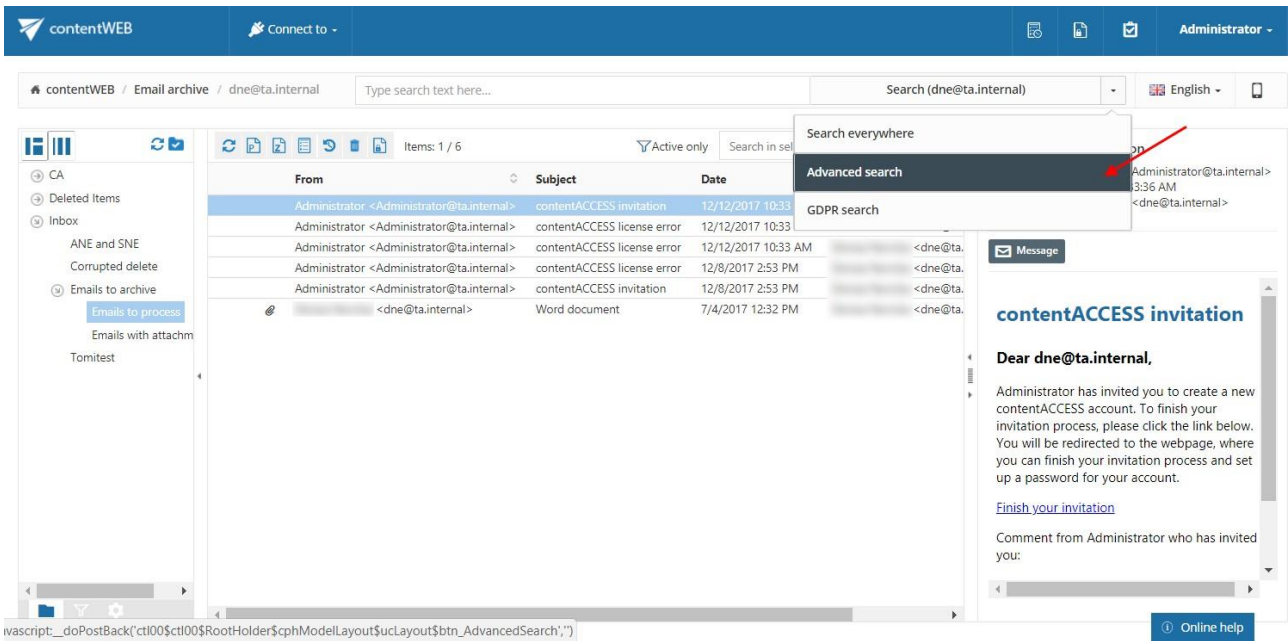 contentWEB
Connect to
Administrator
contentWEB / Email archive / dne@ta.internal
Type search text here...
Search (dne@ta.internal)
English
Search everywhere
Advanced search
GDPR search
Items: 1 / 6
Active only
Search in sel
CA
Deleted Items
Inbox
ANE and SNE
Corrupted delete
Emails to archive
Emails to process
Emails with attachm
Tomitest
From Subject Date
Administrator <Administrator@ta.internal> contentACCESS invitation 12/12/2017 10:33
Administrator <Administrator@ta.internal> contentACCESS license error 12/12/2017 10:33
Administrator <Administrator@ta.internal> contentACCESS license error 12/12/2017 10:33 AM <dne@ta.
Administrator <Administrator@ta.internal> contentACCESS license error 12/8/2017 2:53 PM <dne@ta.
Administrator <Administrator@ta.internal> contentACCESS invitation 12/8/2017 2:53 PM <dne@ta.
<dne@ta.internal> Word document 7/4/2017 12:32 PM <dne@ta.
on
Administrator@ta.internal>
3:36 AM
<dne@ta.internal>
Message
contentACCESS invitation
Dear dne@ta.internal,
Administrator has invited you to create a new
contentACCESS account. To finish your
invitation process, please click the link below.
You will be redirected to the webpage, where
you can finish your invitation process and set
up a password for your account.
Finish your invitation
Comment from Administrator who has invited
you:
Online help
avascript:__doPostBack('ctl00$ctl00$RootHolder$cphModelLayout$ucLayout$btn_AdvancedSearch','')